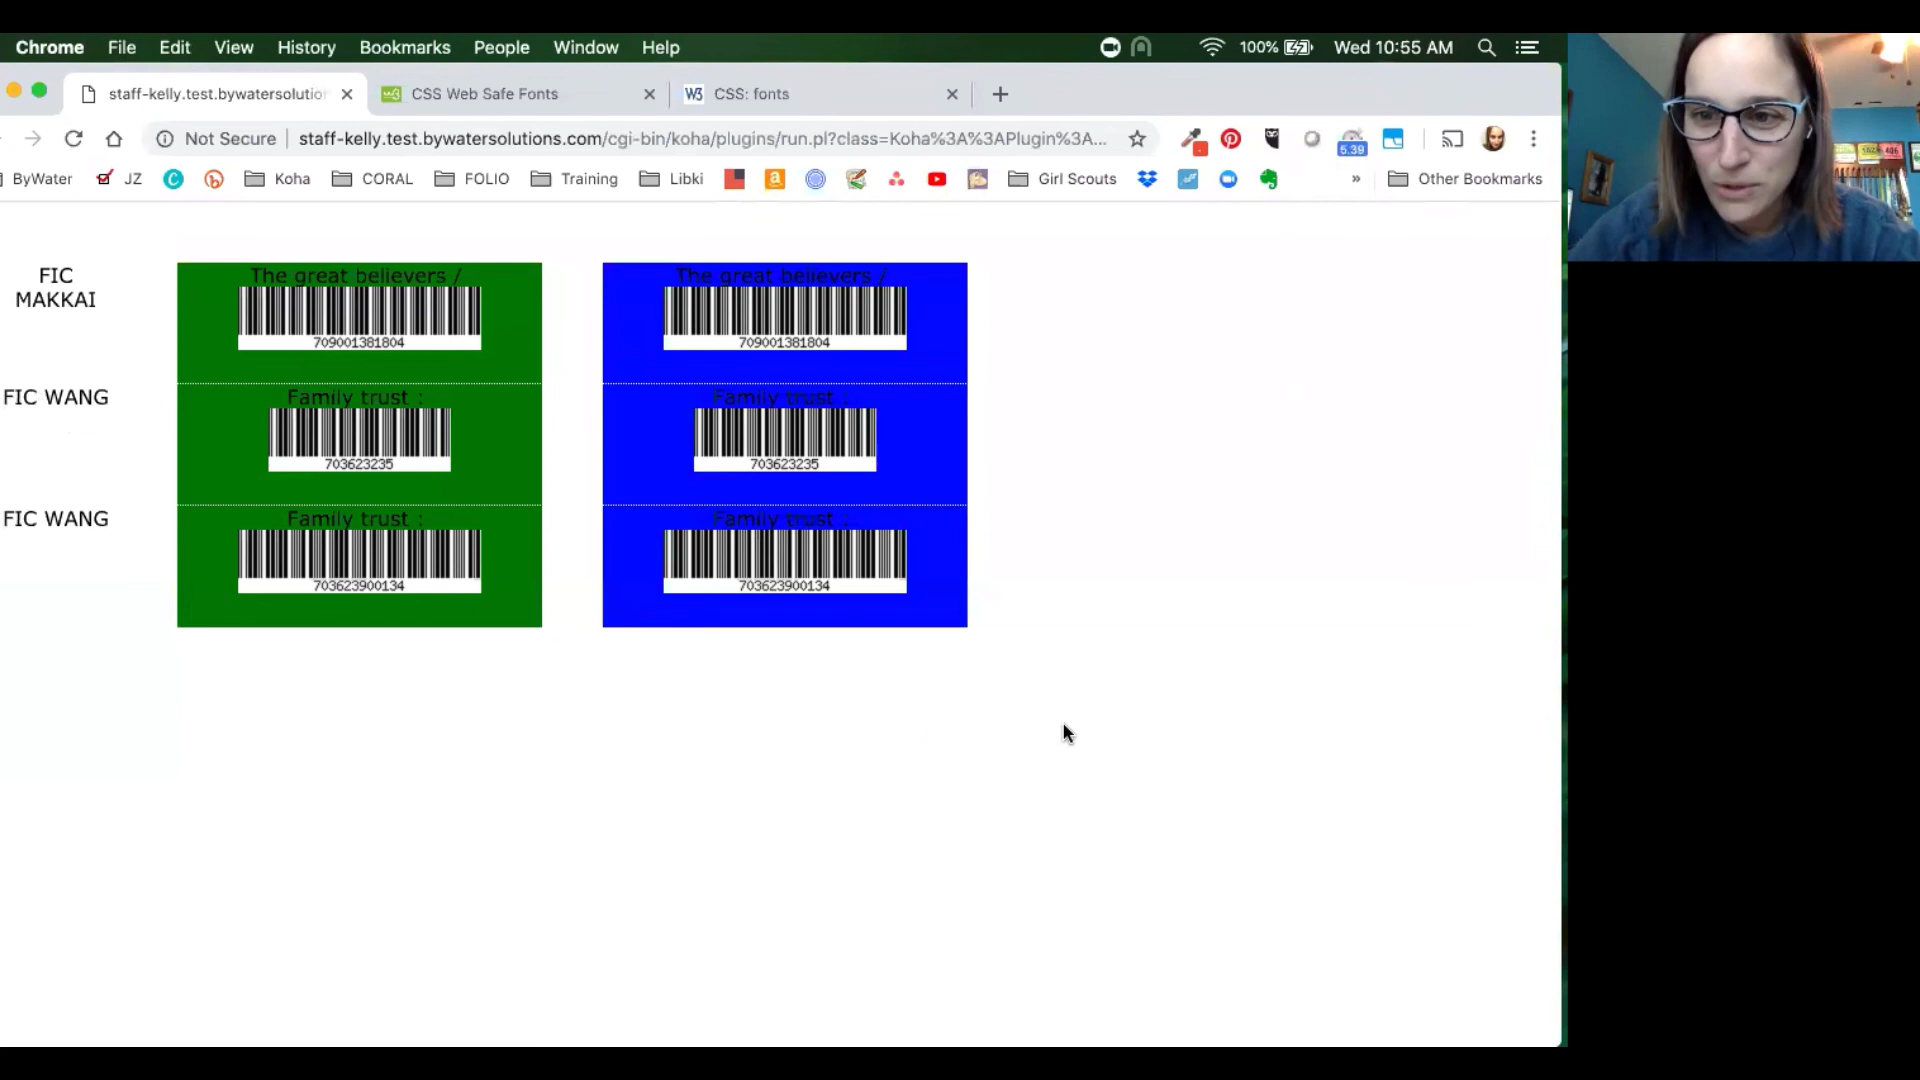 Chrome File Edit View History Bookmarks People Window Help 100% Wed 10:55 AM
staff-kelly.test.bywatersolutio CSS Web Safe Fonts W3 CSS: fonts
Not Secure staff-kelly.test.bywatersolutions.com/cgi-bin/koha/plugins/run.pl?class=Koha%3A%3APlugin%3A... 5.39
ByWater JZ Koha CORAL FOLIO Training Libki Girl Scouts » Other Bookmarks
FIC
MAKKAI
The great believers /
709001381804
The great believers /
709001381804
FIC WANG
Family trust :
703623235
Family trust :
703623235
FIC WANG
Family trust :
703623900134
Family trust :
703623900134